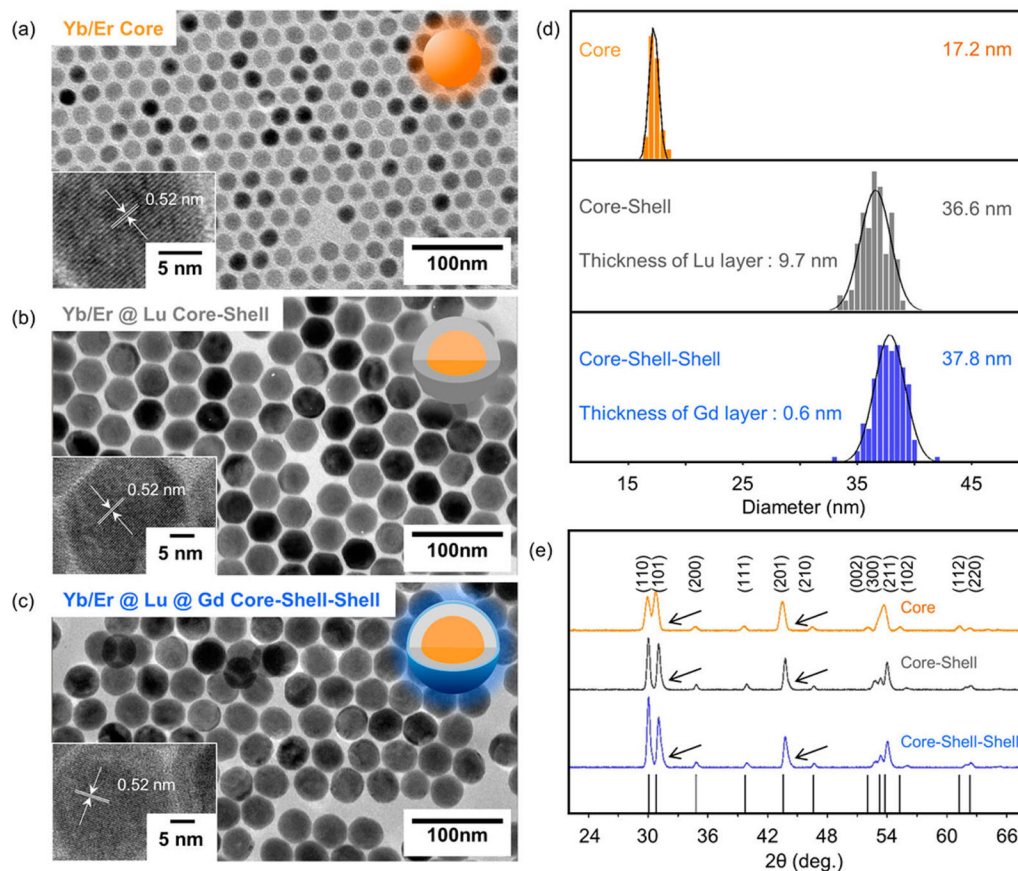 (a)
Yb/Er Core
0.52 nm
5 nm
100nm
(b)
Yb/Er @ Lu Core-Shell
0.52 nm
5 nm
100nm
(c)
Yb/Er @ Lu @ Gd Core-Shell-Shell
0.52 nm
5 nm
100nm
(d)
Core
17.2 nm
Core-Shell
36.6 nm
Thickness of Lu layer : 9.7 nm
Core-Shell-Shell
37.8 nm
Thickness of Gd layer : 0.6 nm
15 25 35 45
Diameter (nm)
(e)
(110) (101) (200) (111) (201) (210) (002) (300) (211) (102) (112) (220)
Core
Core-Shell
Core-Shell-Shell
24 30 36 42 48 54 60 66
2θ (deg.)